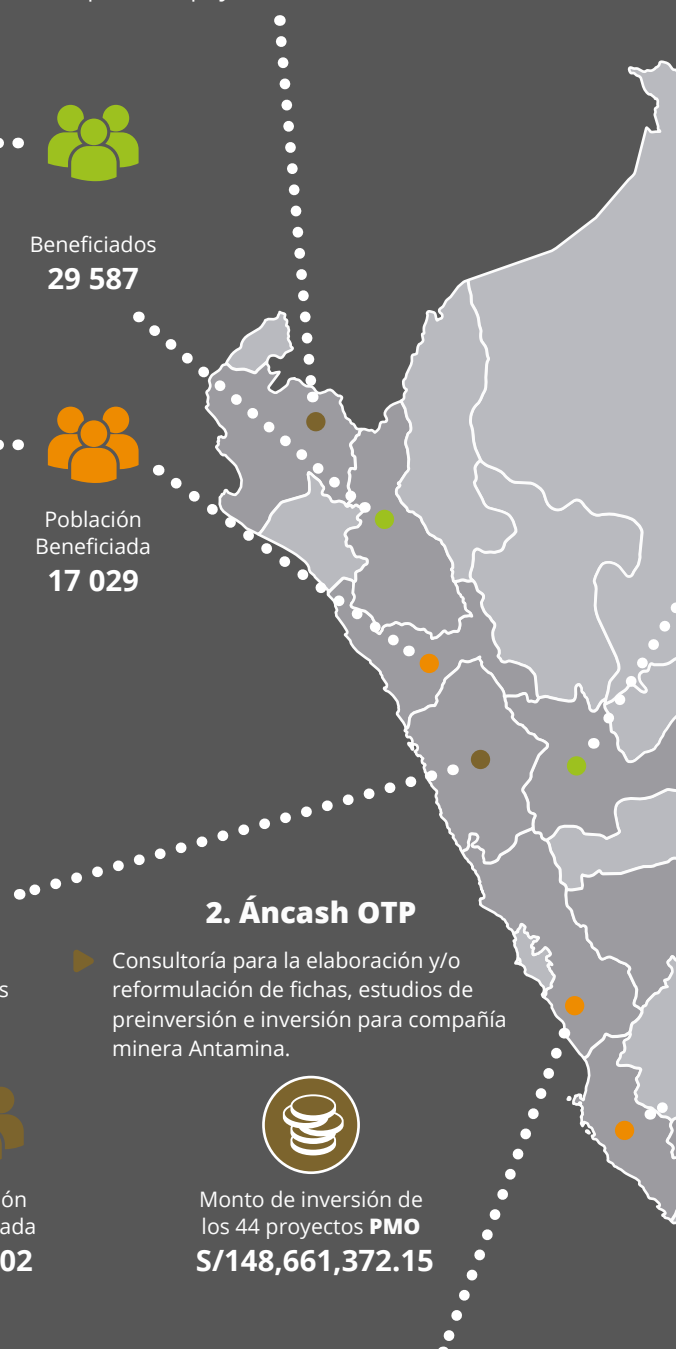 Beneficiados
29 587
Población
Beneficiada
17 029
2. Áncash OTP
Consultoría para la elaboración y/o
reformulación de fichas, estudios de
preinversión e inversión para compañía
minera Antamina.
Monto de inversión de
los 44 proyectos PMO
S/148,661,372.15